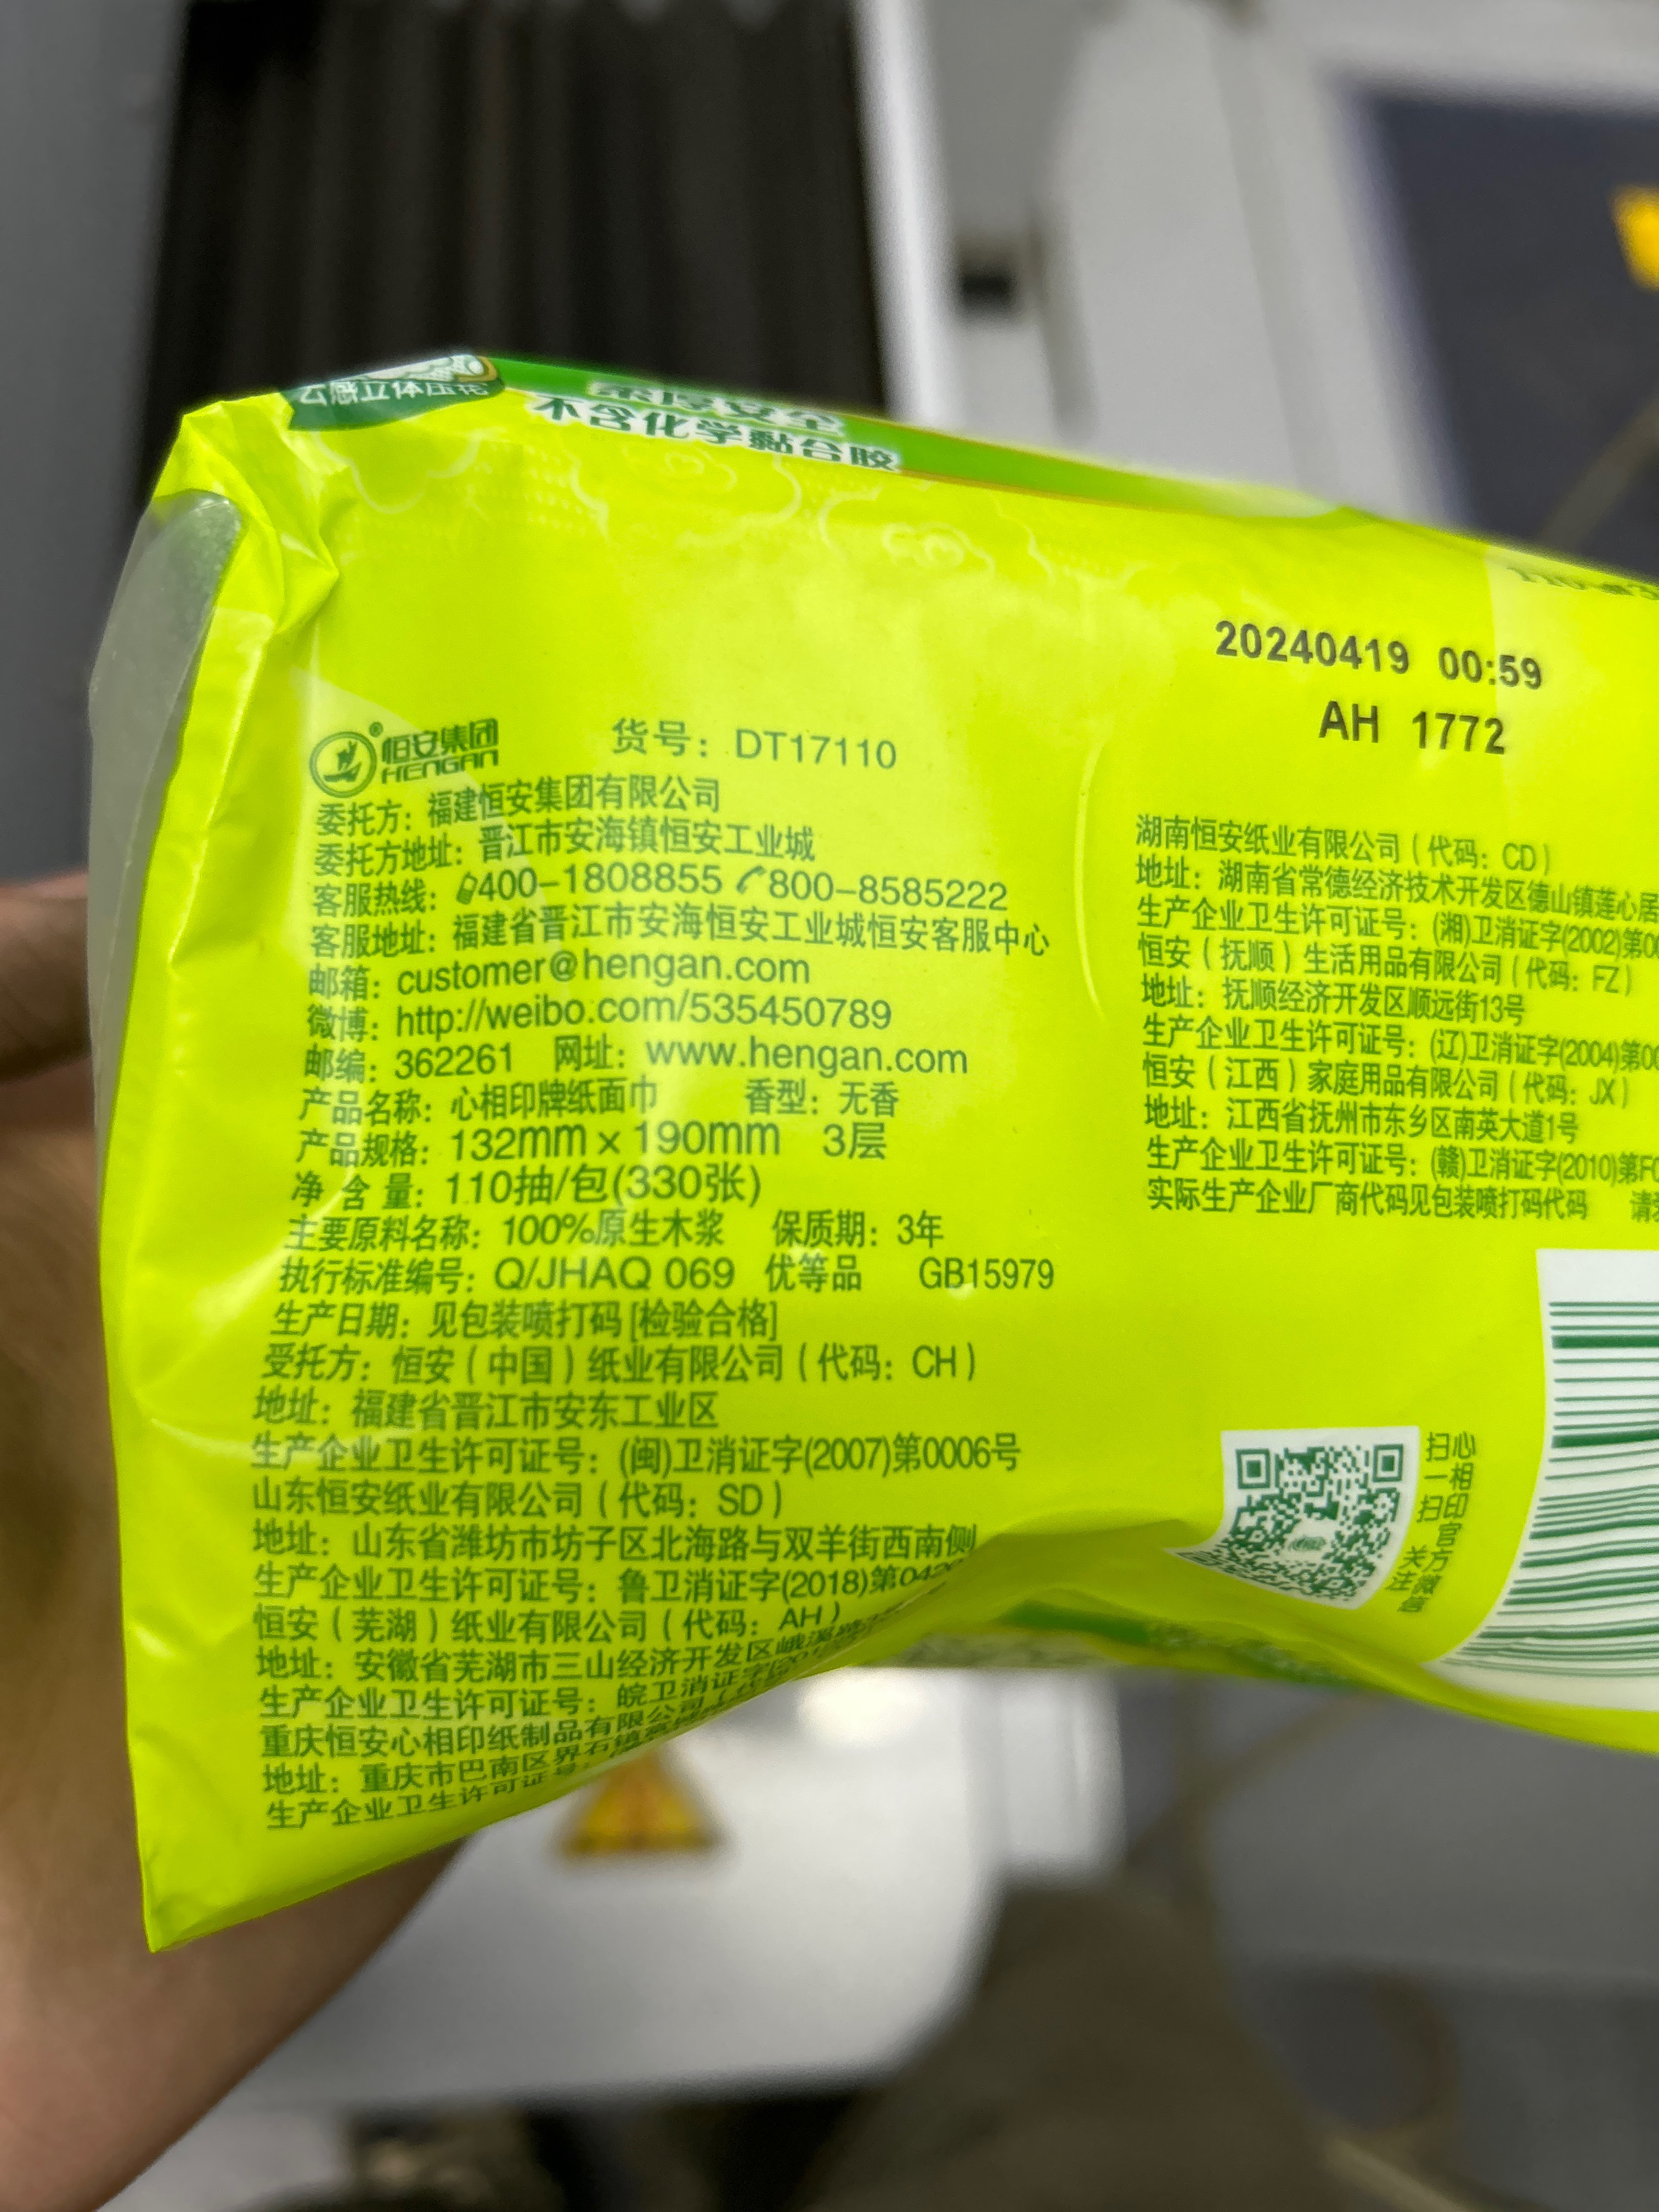 云感立体压花
柔厚安全
不含化学黏合胶
20240419 00:59
AH 1772
恒安集团
HENGAN
货号：DT17110
委托方：福建恒安集团有限公司
委托方地址：晋江市安海镇恒安工业城
客服热线：400-1808855 800-8585222
客服地址：福建省晋江市安海恒安工业城恒安客服中心
邮箱：customer@hengan.com
微博：http://weibo.com/535450789
邮编：362261 网址：www.hengan.com
产品名称：心相印牌纸面巾 香型：无香
产品规格：132mm×190mm 3层
净含量：110抽/包(330张)
主要原料名称：100%原生木浆 保质期：3年
执行标准编号：Q/JHAQ 069 优等品 GB15979
生产日期：见包装喷打码[检验合格]
受托方：恒安（中国）纸业有限公司（代码：CH）
地址：福建省晋江市安东工业区
生产企业卫生许可证号：(闽)卫消证字(2007)第0006号
山东恒安纸业有限公司（代码：SD）
地址：山东省潍坊市坊子区北海路与双羊街西南侧
生产企业卫生许可证号：鲁卫消证字(2018)第042
恒安（芜湖）纸业有限公司（代码：AH）
地址：安徽省芜湖市三山经济开发区峨溪路
生产企业卫生许可证号：皖卫消证字
重庆恒安心相印纸制品有限公司
地址：重庆市巴南区界石镇
生产企业卫生许可证号：
湖南恒安纸业有限公司（代码：CD）
地址：湖南省常德经济技术开发区德山镇莲心居
生产企业卫生许可证号：(湘)卫消证字(2002)第00
恒安（抚顺）生活用品有限公司（代码：FZ）
地址：抚顺经济开发区顺远街13号
生产企业卫生许可证号：(辽)卫消证字(2004)第00
恒安（江西）家庭用品有限公司（代码：JX）
地址：江西省抚州市东乡区南英大道1号
生产企业卫生许可证号：(赣)卫消证字(2010)第F0
实际生产企业厂商代码见包装喷打码代码 请
扫一扫 关注
心相印官方微信